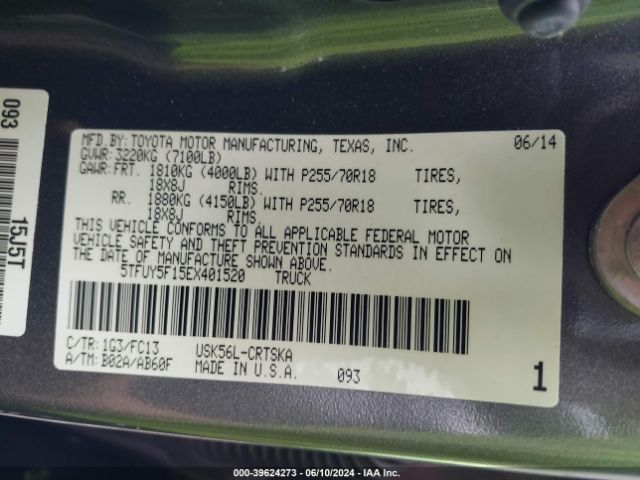 093
15J5T
MFD.BY: TOYOTA MOTOR MANUFACTURING, TEXAS, INC. 06/14
GVWR: 3220KG (7100LB)
GAWR: FRT. 1810KG (4000LB) WITH P255/70R18 TIRES,
18X8J RIMS.
RR. 1880KG (4150LB) WITH P255/70R18 TIRES,
18X8J RIMS.
THIS VEHICLE CONFORMS TO ALL APPLICABLE FEDERAL MOTOR
VEHICLE SAFETY AND THEFT PREVENTION STANDARDS IN EFFECT ON
THE DATE OF MANUFACTURE SHOWN ABOVE.
5TFUY5F15EX401520 TRUCK
C/TR: 1G3/FC13 USK56L-CRTSKA
A/TM: B02A/AB60F MADE IN U.S.A. 093 1
000-39624273 - 06/10/2024 - IAA Inc.